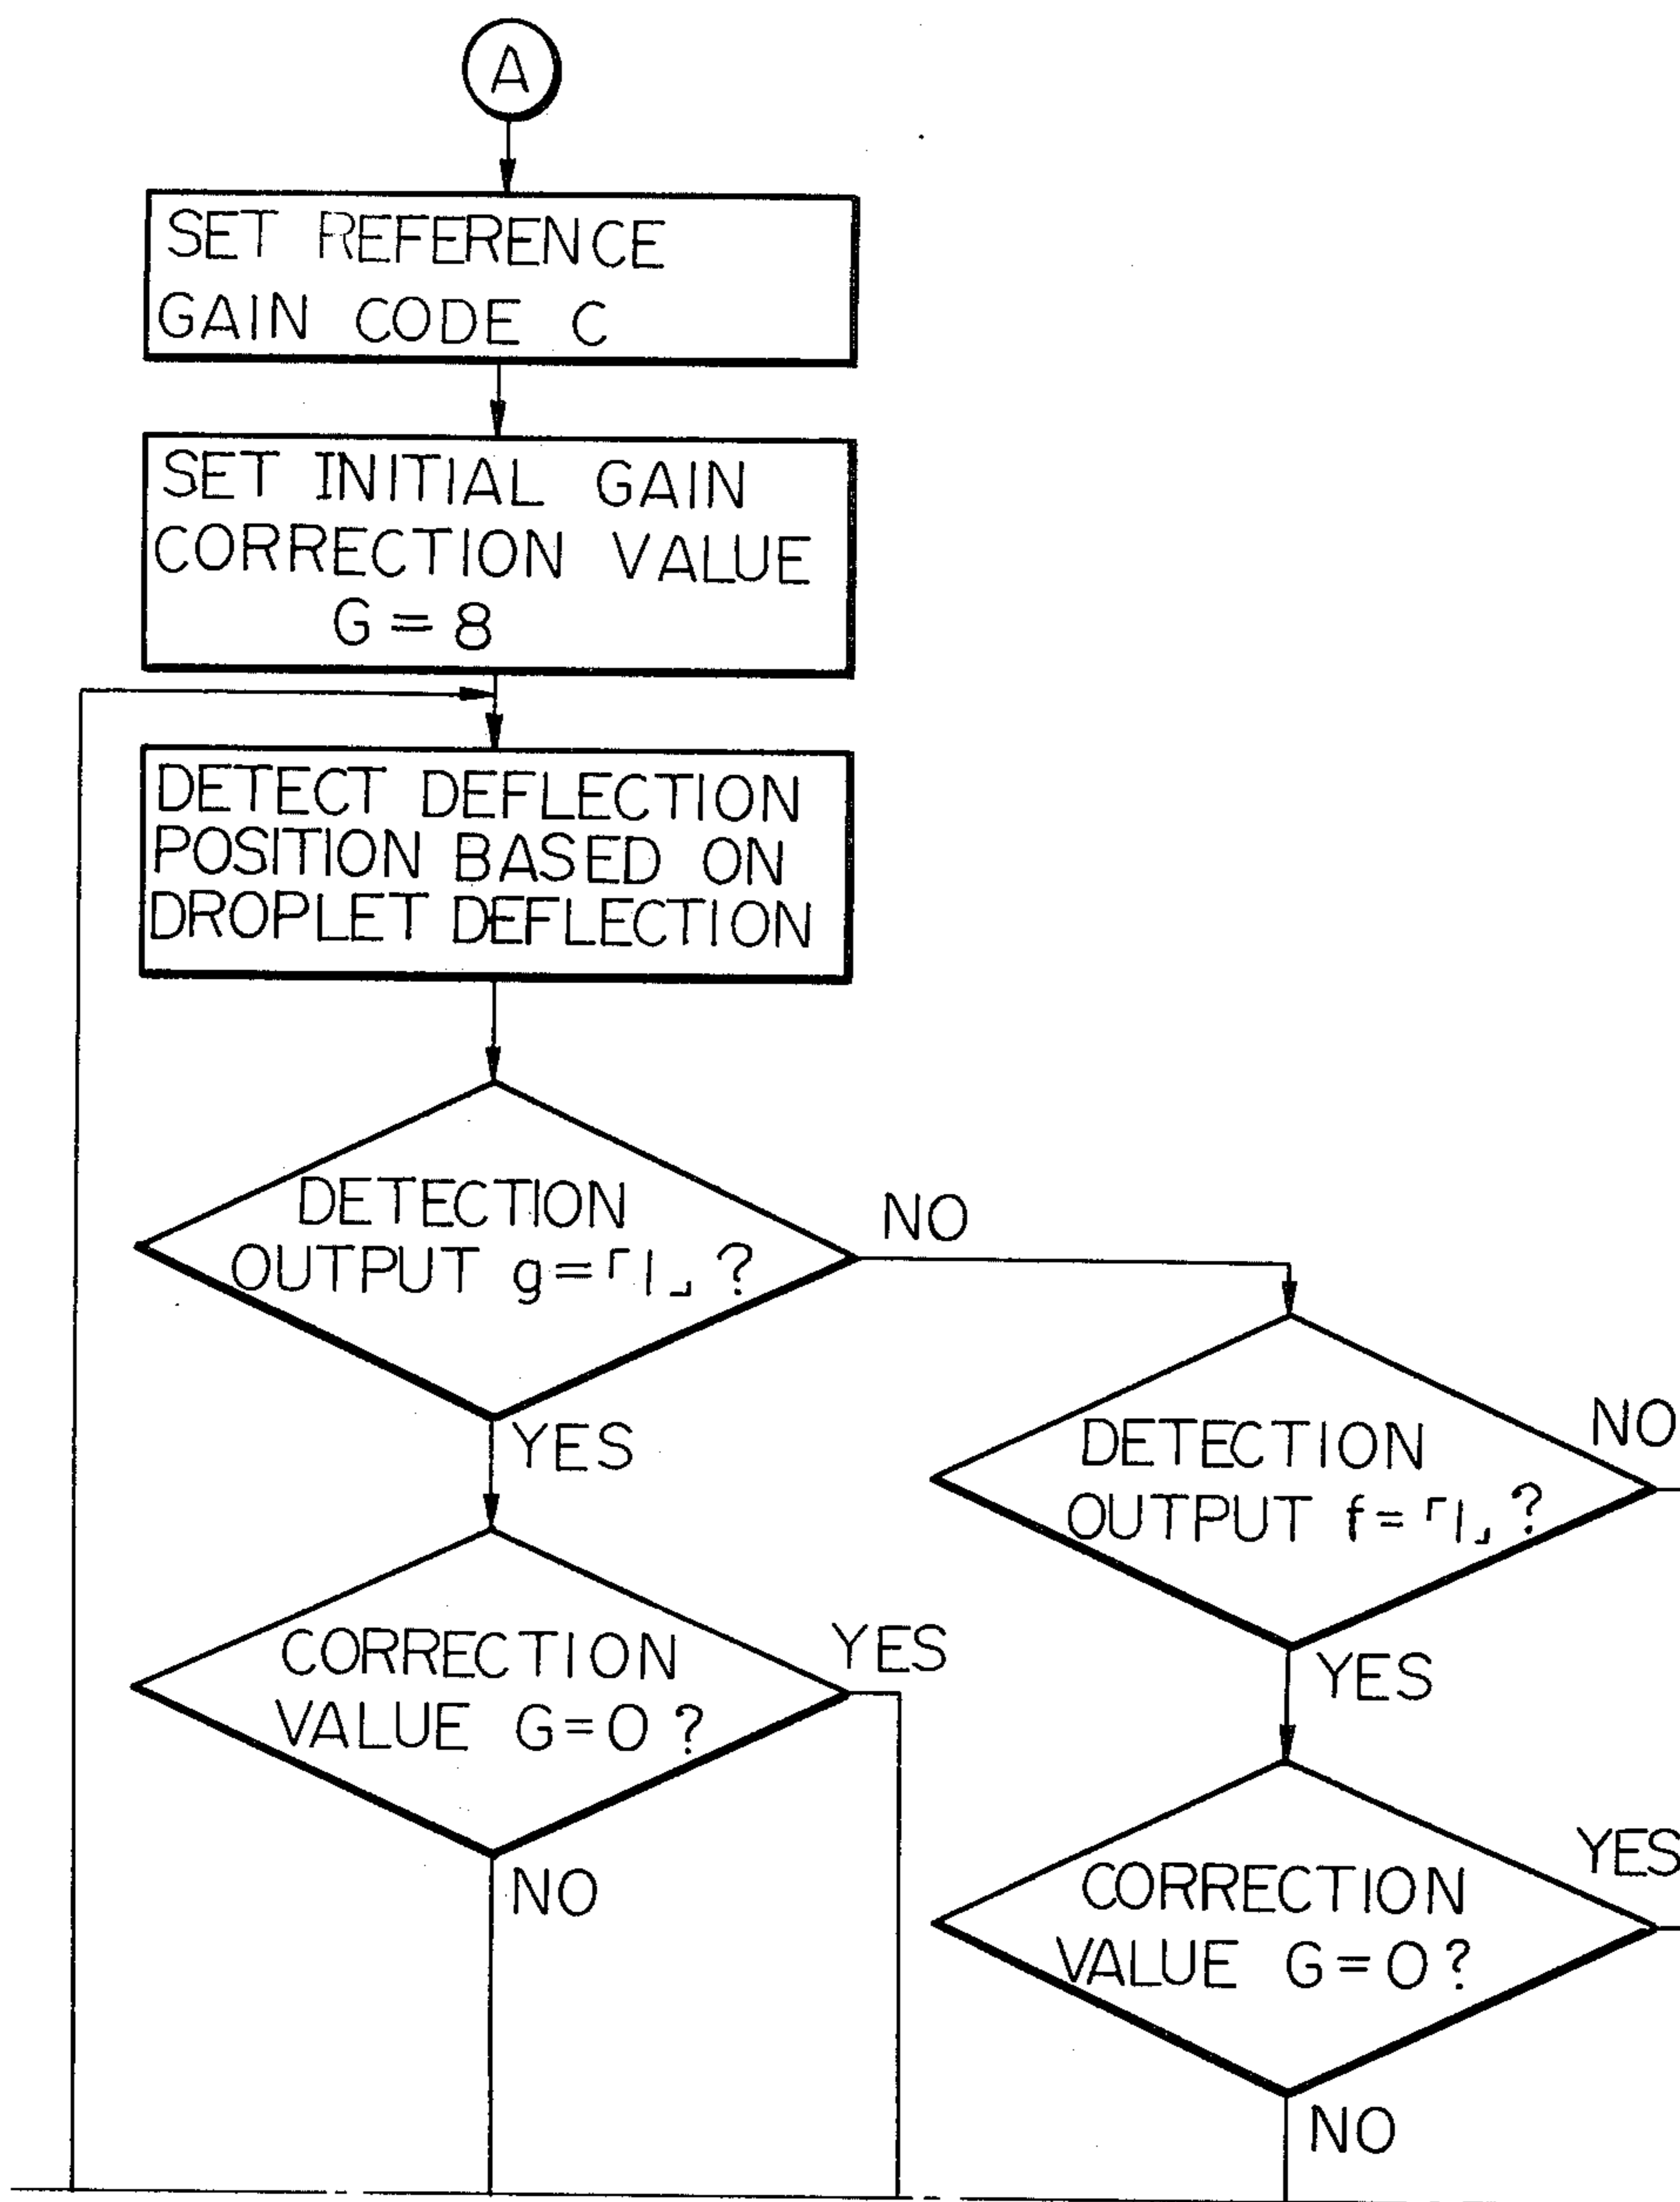 A
SET REFERENCE
GAIN CODE C
SET INITIAL GAIN
CORRECTION VALUE
G = 8
DETECT DEFLECTION
POSITION BASED ON
DROPLET DEFLECTION
DETECTION
OUTPUT g=「1」?
NO
YES
DETECTION
OUTPUT f=「1」?
NO
YES
CORRECTION
VALUE G=0?
YES
NO
CORRECTION
VALUE G=0?
YES
NO